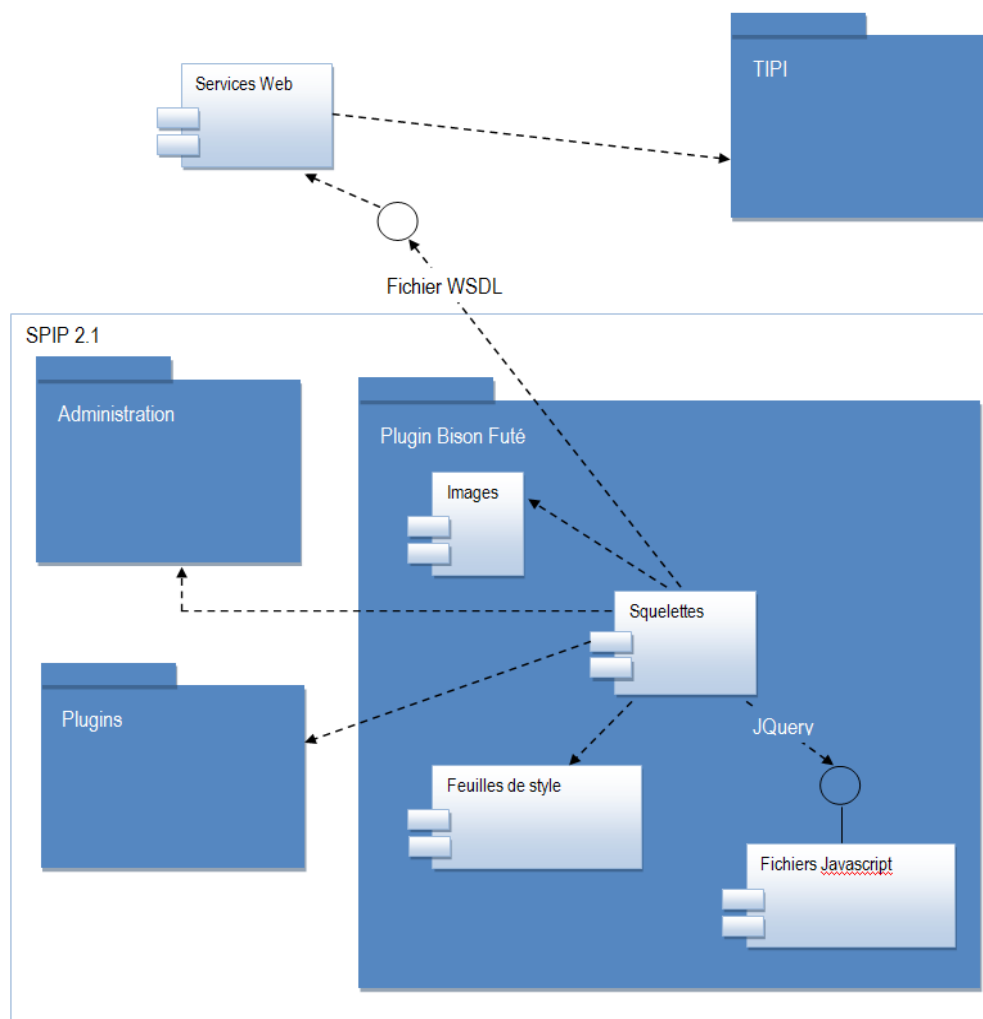 Services Web
TIPI
Fichier WSDL
SPIP 2.1
Administration
Plugin Bison Futé
Images
Squelettes
Plugins
JQuery
Feuilles de style
Fichiers Javascript